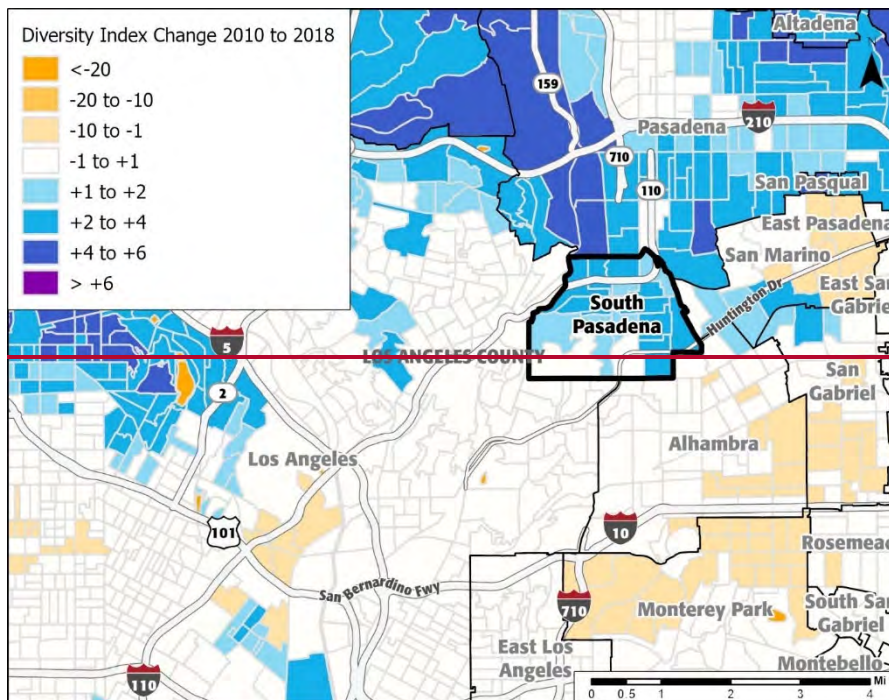 Diversity Index Change 2010 to 2018
<-20
-20 to -10
-10 to -1
-1 to +1
+1 to +2
+2 to +4
+4 to +6
> +6
Altadena
159
210
Pasadena
710
110
San Pasqual
East Pasadena
San Marino
East San
Gabriel
South
Pasadena
Huntington Dr
5
LOS ANGELES COUNTY
2
San
Gabriel
Los Angeles
Alhambra
101
10
Rosemead
San Bernardino Fwy
710
Monterey Park
South San
Gabriel
East Los
Angeles
Montebello
110
0 0.5 1 2 3 4